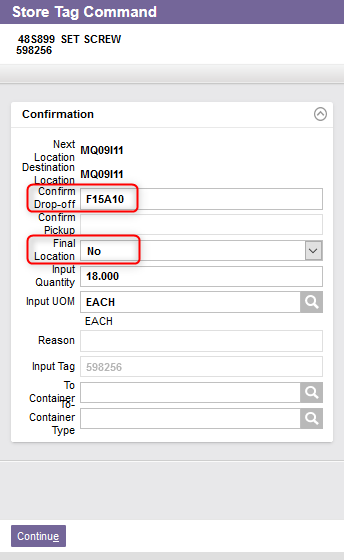 Store Tag Command
48S899 SET SCREW
598256
Confirmation
Next Location MQ09I11
Destination Location MQ09I11
Confirm Drop-off F15A10
Confirm Pickup
Final Location No
Input Quantity 18.000
Input UOM EACH
EACH
Reason
Input Tag 598256
To Container
To-Container Type
Continue